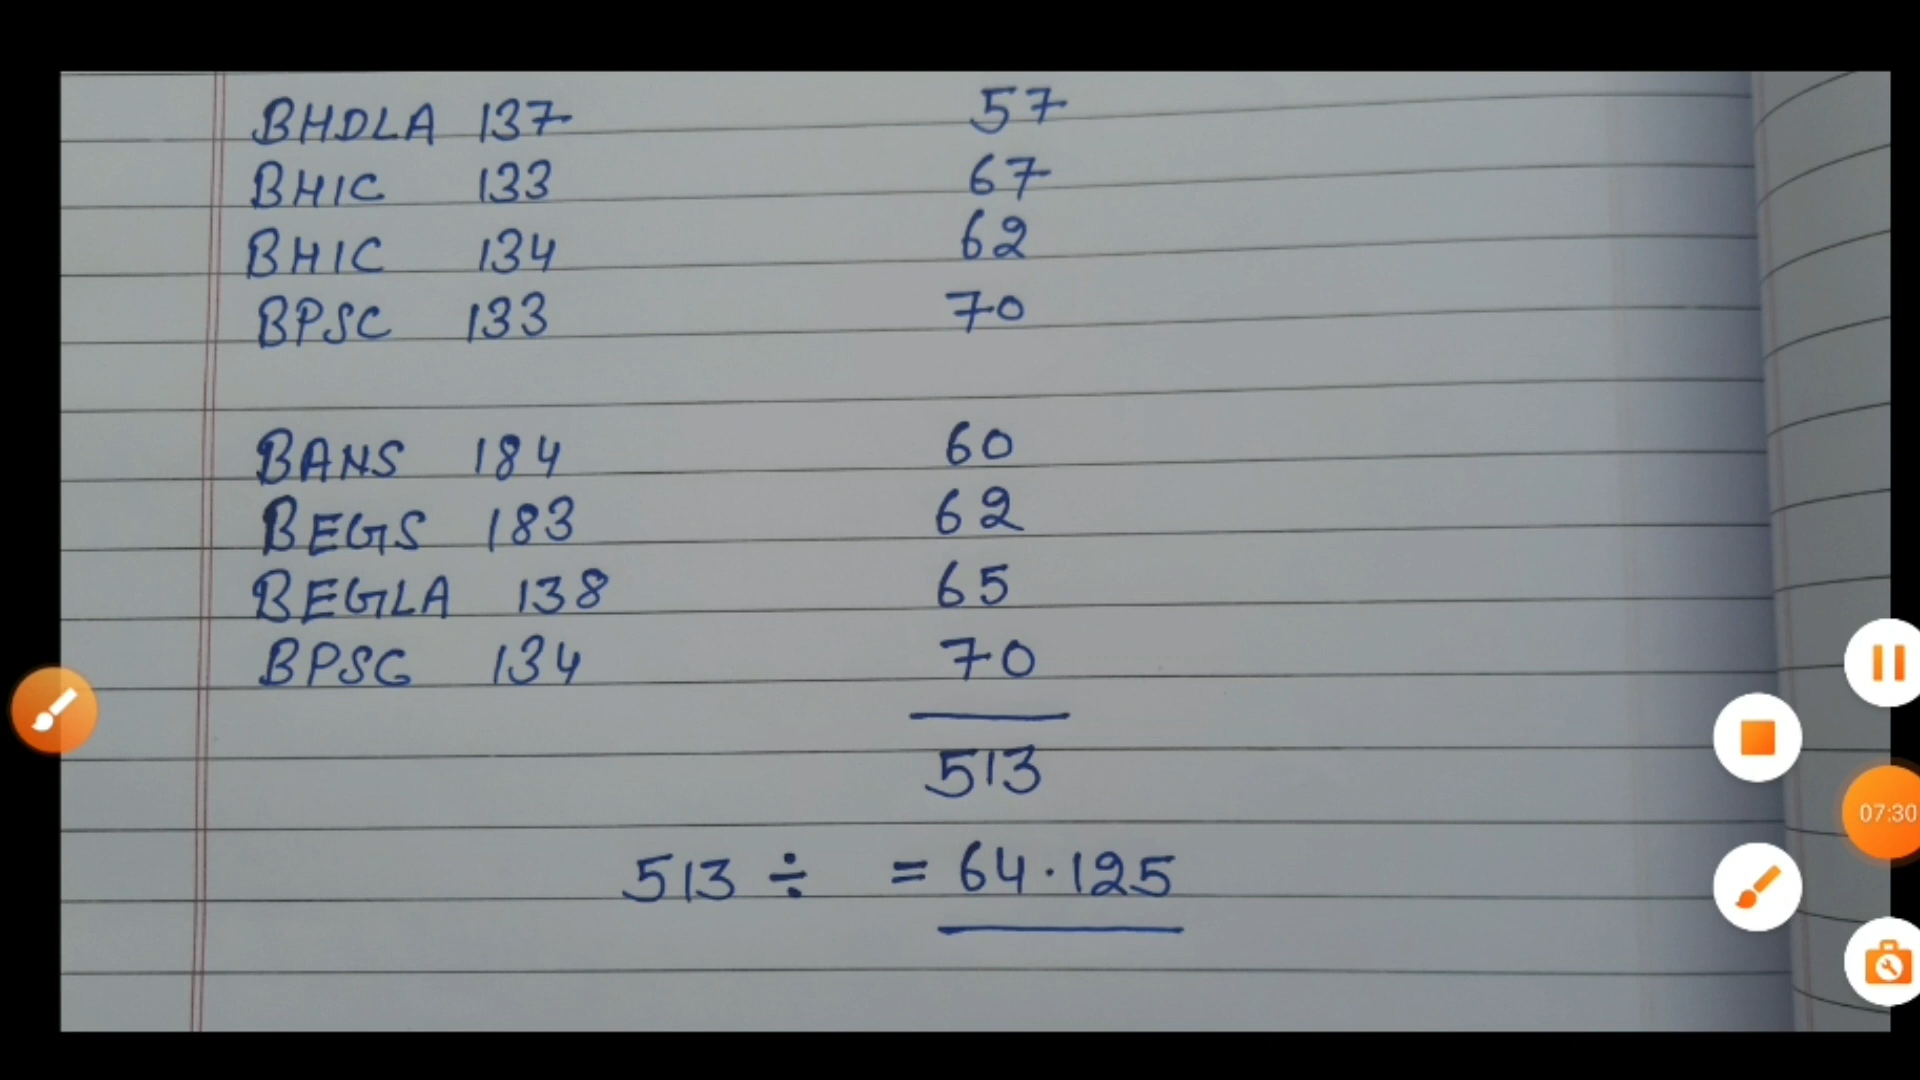 BHDLA 137 57
BHIC 133 67
BHIC 134 62
BPSC 133 70
BANS 184 60
BEGS 183 62
BEGLA 138 65
BPSG 134 70
513
513 ÷ = 64.125
07:30